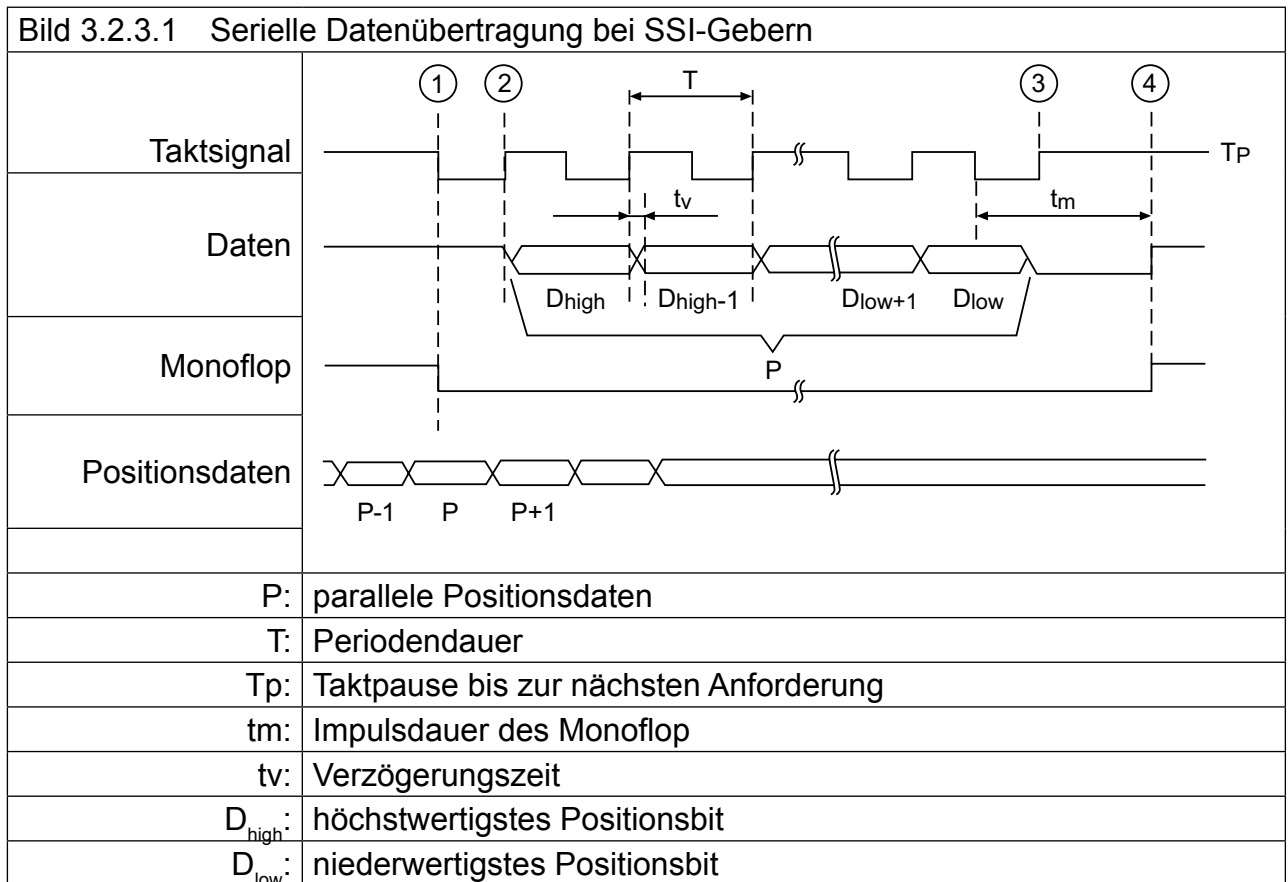 Bild 3.2.3.1 Serielle Datenübertragung bei SSI-Gebern
1 2 T 3 4
Taktsignal TP
tv tm
Daten
Dhigh Dhigh-1 Dlow+1 Dlow
Monoflop P
Positionsdaten
P-1 P P+1
P: parallele Positionsdaten
T: Periodendauer
Tp: Taktpause bis zur nächsten Anforderung
tm: Impulsdauer des Monoflop
tv: Verzögerungszeit
Dhigh: höchstwertigstes Positionsbit
Dlow: niederwertigstes Positionsbit